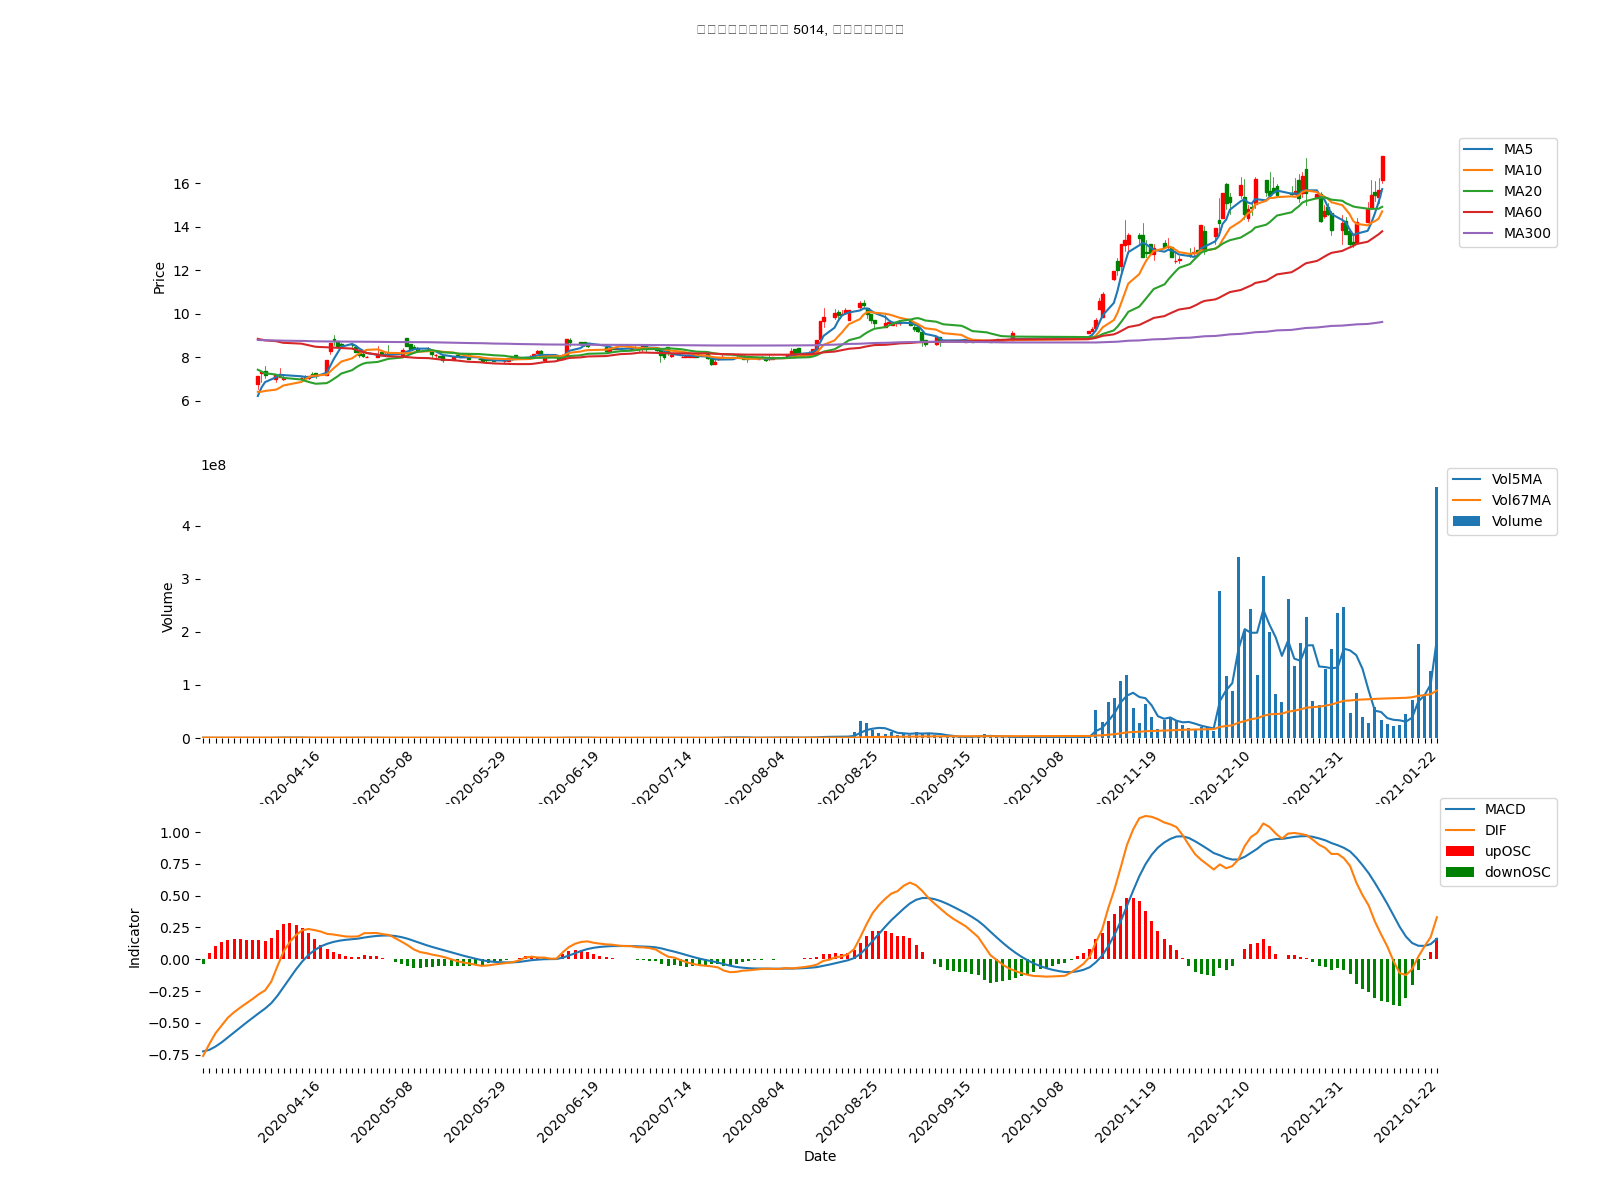 5014,
MA5
MA10
MA20
MA60
MA300
Price
16
14
12
10
8
6
1e8
Vol5MA
Vol67MA
Volume
Volume
4
3
2
1
0
2020-04-16 2020-05-08 2020-05-29 2020-06-19 2020-07-14 2020-08-04 2020-08-25 2020-09-15 2020-10-08 2020-11-19 2020-12-10 2020-12-31 2021-01-22
MACD
DIF
upOSC
downOSC
Indicator
1.00
0.75
0.50
0.25
0.00
−0.25
−0.50
−0.75
2020-04-16 2020-05-08 2020-05-29 2020-06-19 2020-07-14 2020-08-04 2020-08-25 2020-09-15 2020-10-08 2020-11-19 2020-12-10 2020-12-31 2021-01-22
Date